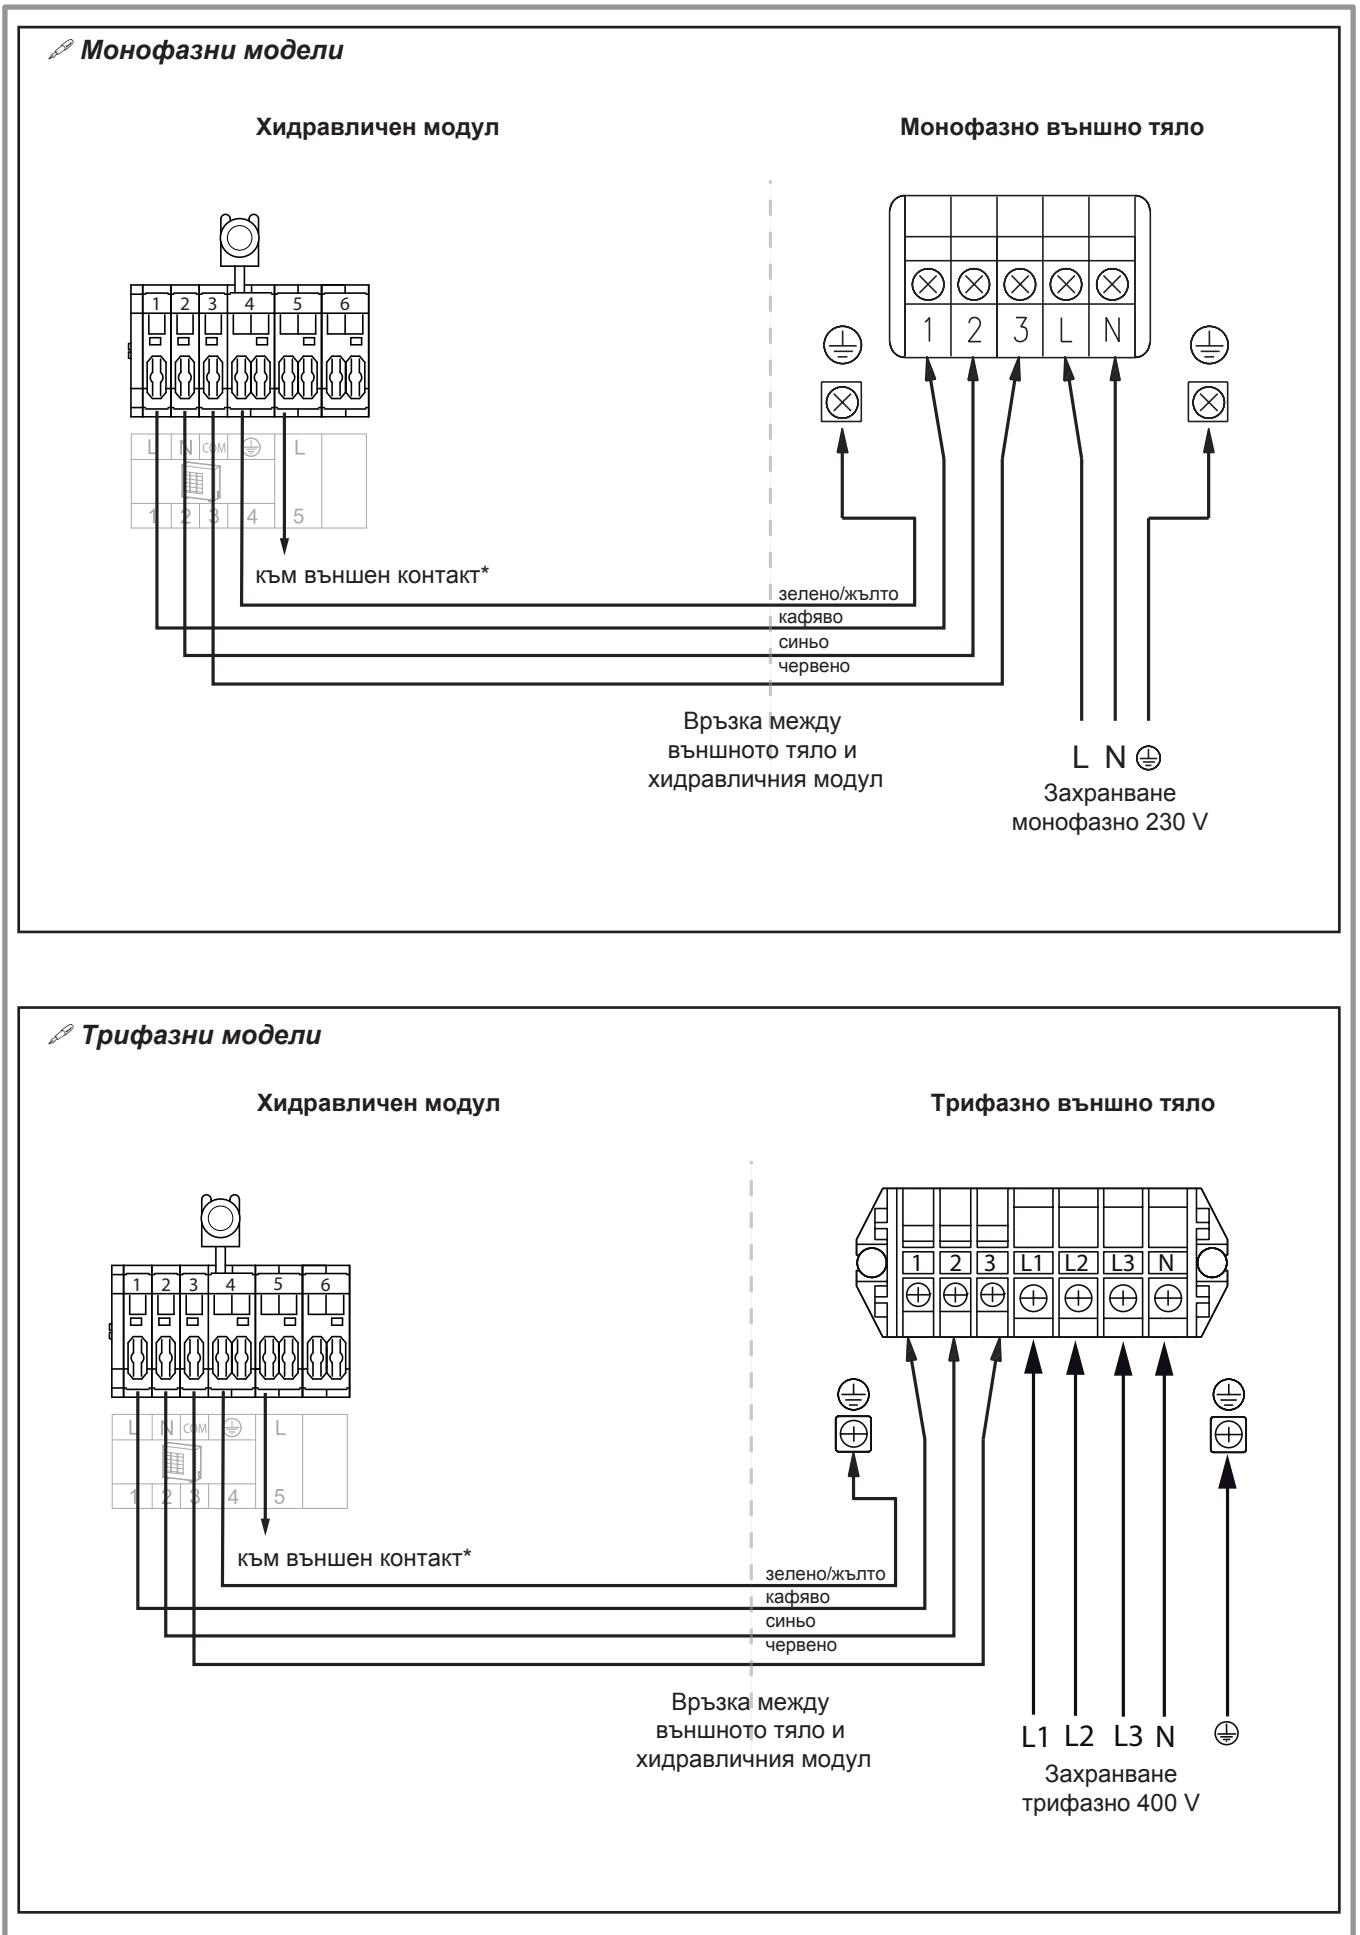 Монофазни модели
Хидравличен модул
Монофазно външно тяло
1 2 3 4 5 6
1 2 3 L N
L N COM L
1 2 3 4 5
към външен контакт*
зелено/жълто
кафяво
синьо
червено
Връзка между
външното тяло и
хидравличния модул
L N
Захранване
монофазно 230 V
Трифазни модели
Хидравличен модул
Трифазно външно тяло
1 2 3 4 5 6
1 2 3 L1 L2 L3 N
L N COM L
1 2 3 4 5
към външен контакт*
зелено/жълто
кафяво
синьо
червено
Връзка между
външното тяло и
хидравличния модул
L1 L2 L3 N
Захранване
трифазно 400 V